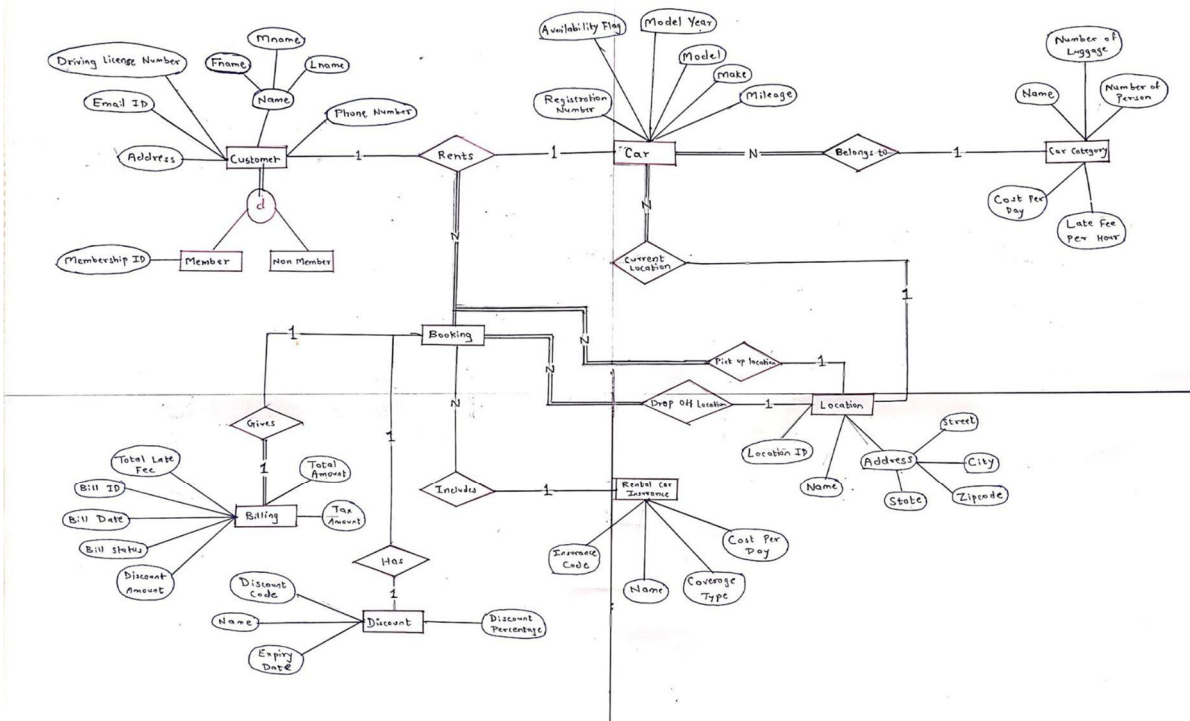 Availability Flag
Model Year
Mname
Number of
Luggage
Driving License Number
Fname
Lname
Model
Make
Email ID
Name
Phone Number
Registration
Number
Mileage
Name
Number of
Person
Address
Customer
1
Rents
1
Car
N
Belongs to
1
Car Category
d
Cost Per
Day
Late Fee
Per Hour
N
N
Membership ID
Member
Non Member
Current
Location
1
1
Booking
N
N
Pick up location
1
N
1
Drop Off Location
1
Location
Gives
1
Street
Location ID
Address
City
Total Late
Fee
1
Total
Amount
Name
State
Zipcode
Bill ID
Includes
1
Rental Car
Insurance
Bill Date
Billing
Tax
Amount
Bill Status
Insurance
Code
Cost Per
Day
Discount
Amount
Has
Name
Coverage
Type
Discount
Code
1
Name
Discount
Discount
Percentage
Expiry
Date